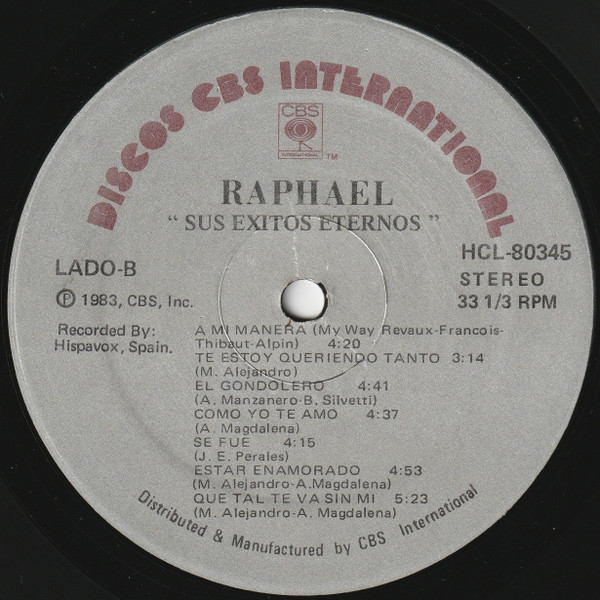 DISCOS CBS INTERNATIONAL
CBS
INTERNATIONAL
TM
RAPHAEL
“ SUS EXITOS ETERNOS ”
LADO-B
HCL-80345
STEREO
Ⓟ 1983, CBS, Inc.
33 1/3 RPM
Recorded By:
Hispavox, Spain.
A MI MANERA (My Way Revaux-Francois-
Thibaut-Alpin) 4:20
TE ESTOY QUERIENDO TANTO 3:14
(M. Alejandro)
EL GONDOLERO 4:41
(A. Manzanero-B. Silvetti)
COMO YO TE AMO 4:37
(A. Magdalena)
SE FUE 4:15
(J. E. Perales)
ESTAR ENAMORADO 4:53
(M. Alejandro-A.Magdalena)
QUE TAL TE VA SIN MI 5:23
(M. Alejandro-A. Magdalena)
Distributed & Manufactured by CBS International